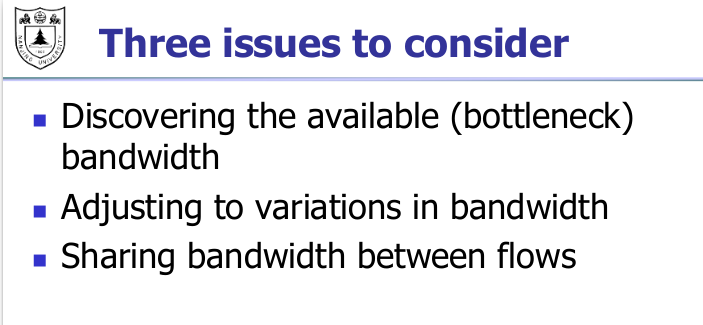 Three issues to consider
Discovering the available (bottleneck)
bandwidth
Adjusting to variations in bandwidth
Sharing bandwidth between flows
NANJING UNIVERSITY